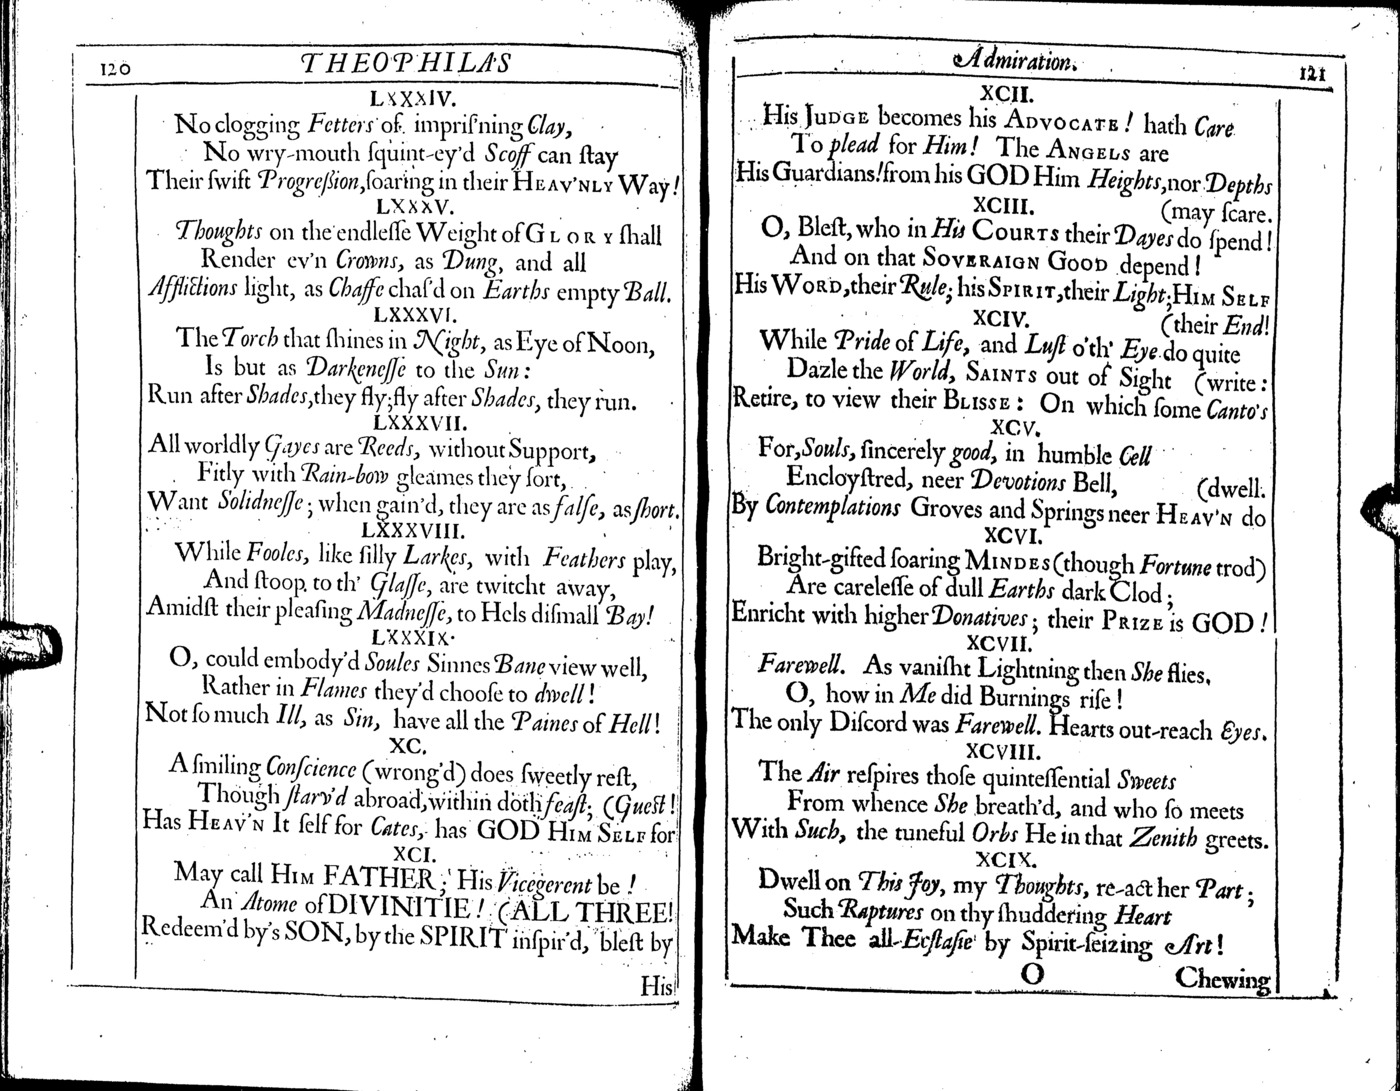 120 THEOPHILAS
LXXXIV.
No clogging Fetters of impriſ'ning Clay,
No wry-mouth ſquint-ey'd Scoff can ſtay
Their ſwift Progreſsion, ſoaring in their HEAV'NLY Way!
LXXXV.
Thoughts on the endleſſe Weight of GLORY ſhall
Render ev'n Crowns, as Dung, and all
Afflictions light, as Chaffe chaſ'd on Earths empty Ball.
LXXXVI.
The Torch that ſhines in Night, as Eye of Noon,
Is but as Darkeneſſe to the Sun:
Run after Shades, they fly; fly after Shades, they run.
LXXXVII.
All worldly Gayes are Reeds, without Support,
Fitly with Rain-bow gleames they ſort,
Want Solidneſſe; when gain'd, they are as falſe, as ſhort.
LXXXVIII.
While Fooles, like ſilly Larkes, with Feathers play,
And ſtoop to th' Glaſſe, are twitcht away,
Amidſt their pleaſing Madneſſe, to Hels diſmall Bay!
LXXXIX.
O, could embody'd Soules Sinnes Bane view well,
Rather in Flames they'd chooſe to dwell!
Not ſo much Ill, as Sin, have all the Paines of Hell!
XC.
A ſmiling Conſcience (wrong'd) does ſweetly reſt,
Though ſtarv'd abroad, within doth feaſt; (Gueſt!
Has HEAV'N It ſelf for Cates, has GOD HIM SELF for
XCI.
May call HIM FATHER; His Vicegerent be!
An Atome of DIVINITIE! (ALL THREE!
Redeem'd by's SON, by the SPIRIT inſpir'd, bleſt by
His
Admiration. 121
XCII.
His JUDGE becomes his ADVOCATE! hath Care
To plead for Him! The ANGELS are
His Guardians! from his GOD Him Heights, nor Depths
XCIII. (may ſcare.
O, Bleſt, who in His COURTS their Dayes do ſpend!
And on that SOVERAIGN GOOD depend!
His WORD, their Rule; his SPIRIT, their Light; HIM SELF
XCIV. (their End!
While Pride of Life, and Luſt o'th' Eye do quite
Dazle the World, SAINTS out of Sight (write:
Retire, to view their BLISSE: On which ſome Canto's
XCV.
For, Souls, ſincerely good, in humble Cell
Encloyſtred, neer Devotions Bell, (dwell.
By Contemplations Groves and Springs neer HEAV'N do
XCVI.
Bright-gifted ſoaring MINDES (though Fortune trod)
Are careleſſe of dull Earths dark Clod;
Enricht with higher Donatives; their PRIZE is GOD!
XCVII.
Farewell. As vaniſht Lightning then She flies.
O, how in Me did Burnings riſe!
The only Diſcord was Farewell. Hearts out-reach Eyes.
XCVIII.
The Air reſpires thoſe quinteſſential Sweets
From whence She breath'd, and who ſo meets
With Such, the tuneful Orbs He in that Zenith greets.
XCIX.
Dwell on This Joy, my Thoughts, re-act her Part;
Such Raptures on thy ſhuddering Heart
Make Thee all-Ecſtaſie by Spirit-ſeizing Art!
O Chewing